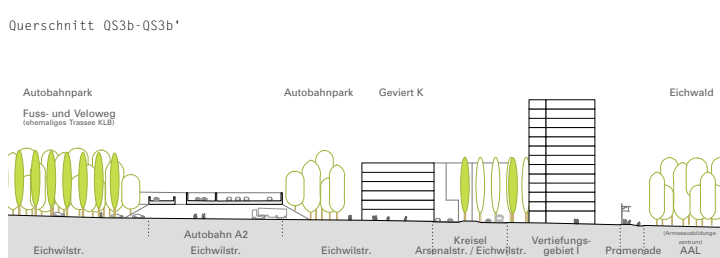 Querschnitt QS3b-QS3b'
Autobahnpark
Autobahnpark
Geviert K
Eichwald
Fuss- und Veloweg
(ehemaliges Trassee KLB)
Autobahn A2
Kreisel
Vertiefungs-
(Armeeausbildungs-
zentrum)
Eichwilstr.
Eichwilstr.
Eichwilstr.
Arsenalstr. / Eichwilstr.
gebiet I
Promenade
AAL